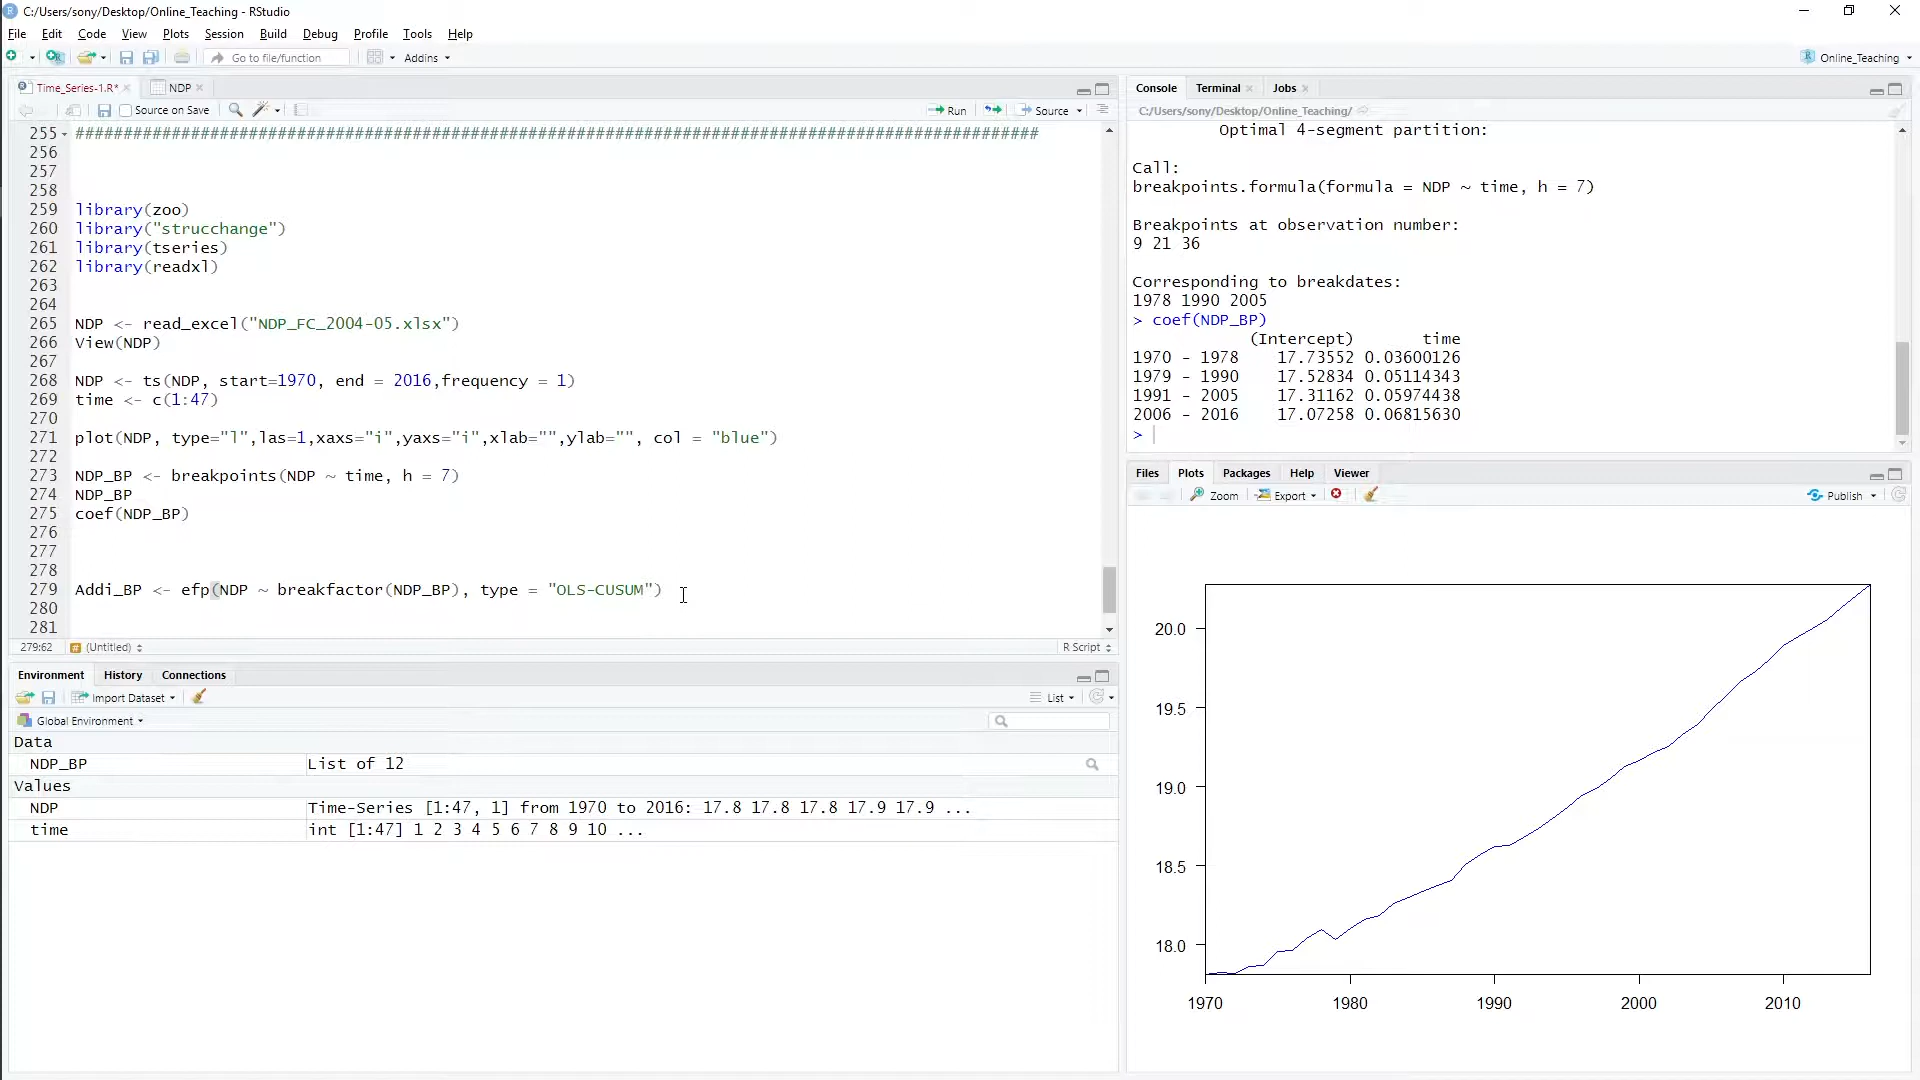 C:/Users/sony/Desktop/Online_Teaching - RStudio
File Edit Code View Plots Session Build Debug Profile Tools Help
Go to file/function Addins Online_Teaching
Time_Series-1.R* NDP
Source on Save Run Source
255 #####################################################################################################
256
257
258
259 library(zoo)
260 library("strucchange")
261 library(tseries)
262 library(readxl)
263
264
265 NDP <- read_excel("NDP_FC_2004-05.xlsx")
266 View(NDP)
267
268 NDP <- ts(NDP, start=1970, end = 2016,frequency = 1)
269 time <- c(1:47)
270
271 plot(NDP, type="l",las=1,xaxs="i",yaxs="i",xlab="",ylab="", col = "blue")
272
273 NDP_BP <- breakpoints(NDP ~ time, h = 7)
274 NDP_BP
275 coef(NDP_BP)
276
277
278
279 Addi_BP <- efp(NDP ~ breakfactor(NDP_BP), type = "OLS-CUSUM")
280
281
279:62 (Untitled) R Script
Environment History Connections
Import Dataset List
Global Environment
Data
NDP_BP List of 12
Values
NDP Time-Series [1:47, 1] from 1970 to 2016: 17.8 17.8 17.8 17.9 17.9 ...
time int [1:47] 1 2 3 4 5 6 7 8 9 10 ...
Console Terminal Jobs
C:/Users/sony/Desktop/Online_Teaching/
Optimal 4-segment partition:
Call:
breakpoints.formula(formula = NDP ~ time, h = 7)
Breakpoints at observation number:
9 21 36
Corresponding to breakdates:
1978 1990 2005
> coef(NDP_BP)
(Intercept) time
1970 - 1978 17.73552 0.03600126
1979 - 1990 17.52834 0.05114343
1991 - 2005 17.31162 0.05974438
2006 - 2016 17.07258 0.06815630
>
Files Plots Packages Help Viewer
Zoom Export Publish
20.0
19.5
19.0
18.5
18.0
1970 1980 1990 2000 2010